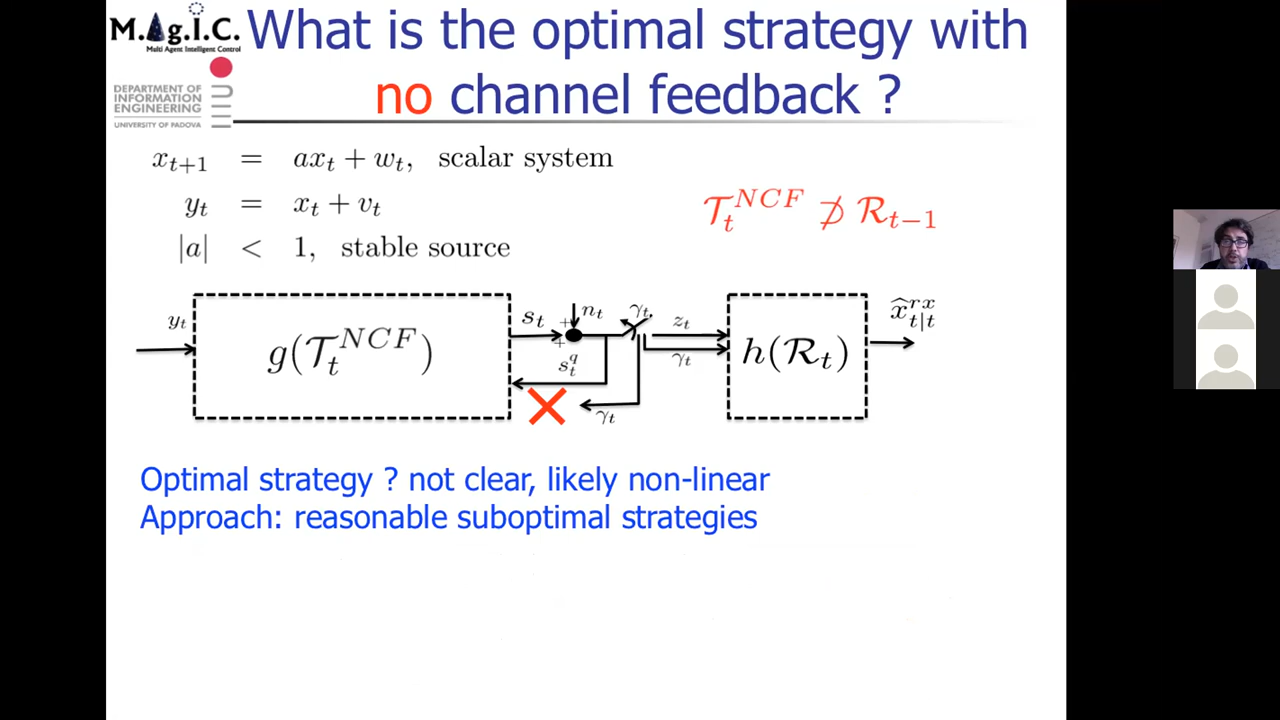 M.AgIC.
Multi Agent Intelligent Control
DEPARTMENT OF
INFORMATION
ENGINEERING
UNIVERSITY OF PADOVA
What is the optimal strategy with
no channel feedback ?
x_{t+1} = ax_t + w_t, scalar system
y_t = x_t + v_t
|a| < 1, stable source
𝒯_t^{NCF} ⊅ ℛ_{t−1}
y_t
g(𝒯_t^{NCF})
s_t
+
+
n_t
γ_t
s_t^q
γ_t
z_t
γ_t
h(ℛ_t)
x̂_{t|t}^{rx}
Optimal strategy ? not clear, likely non-linear
Approach: reasonable suboptimal strategies